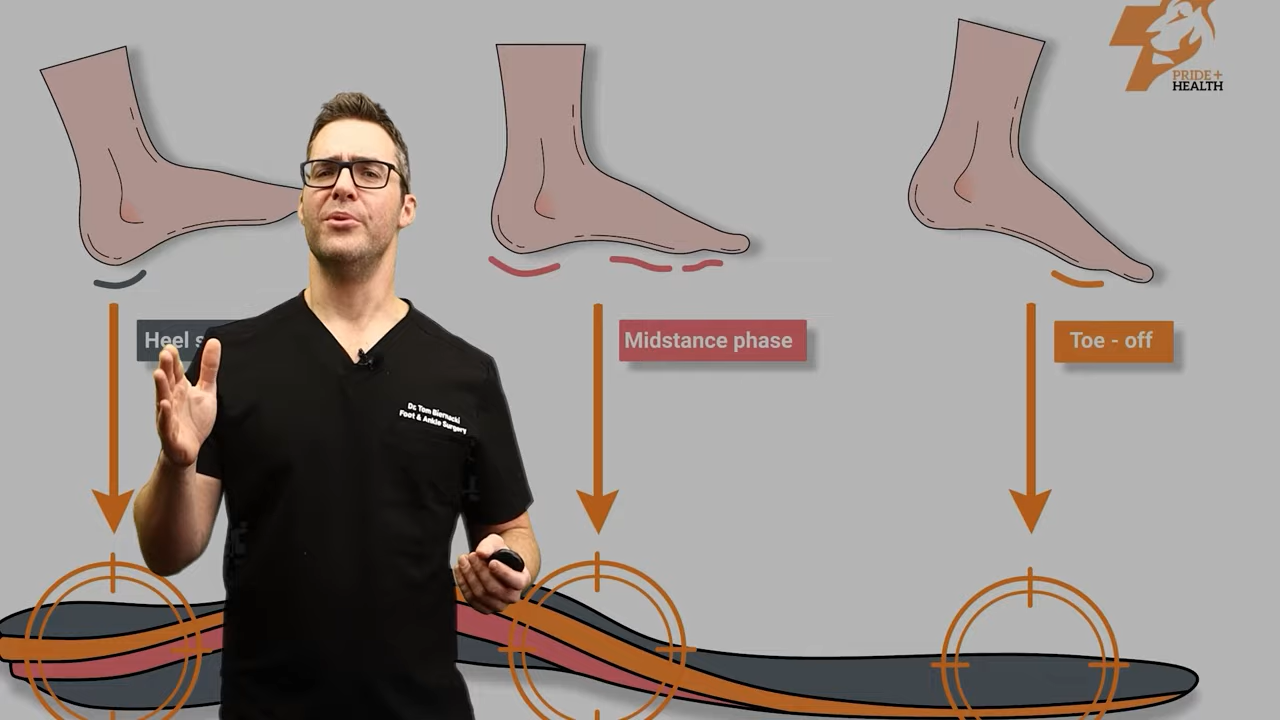 PRIDE+
HEALTH
Heel s
Midstance phase
Toe - off
Dr. Tom Biernacki
Foot & Ankle Surgery